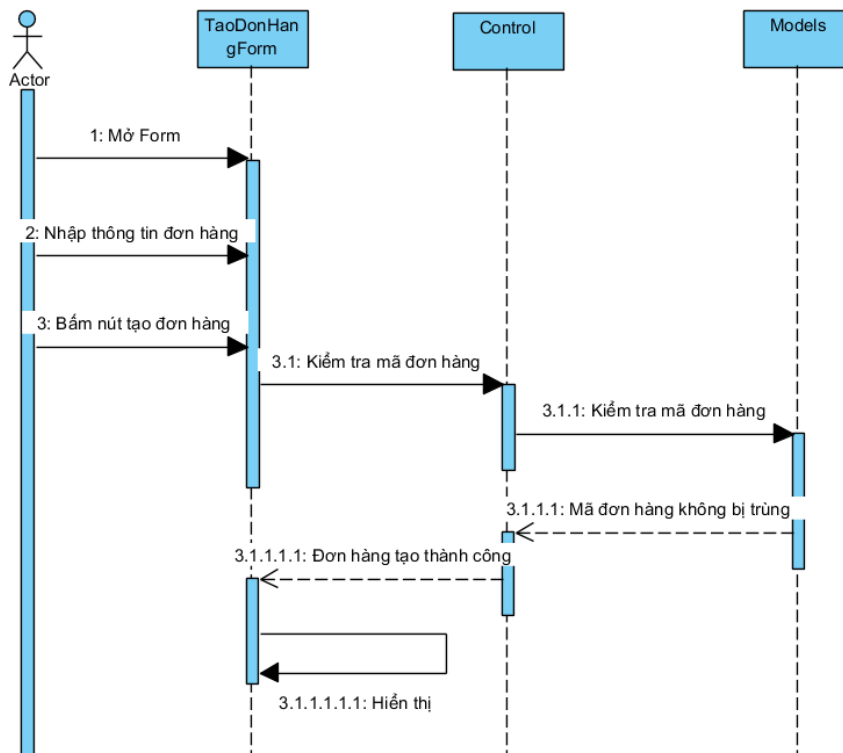 TaoDonHan
gForm
Control
Models
Actor
1: Mở Form
2: Nhập thông tin đơn hàng
3: Bấm nút tạo đơn hàng
3.1: Kiểm tra mã đơn hàng
3.1.1: Kiểm tra mã đơn hàng
3.1.1.1: Mã đơn hàng không bị trùng
3.1.1.1.1: Đơn hàng tạo thành công
3.1.1.1.1.1: Hiển thị